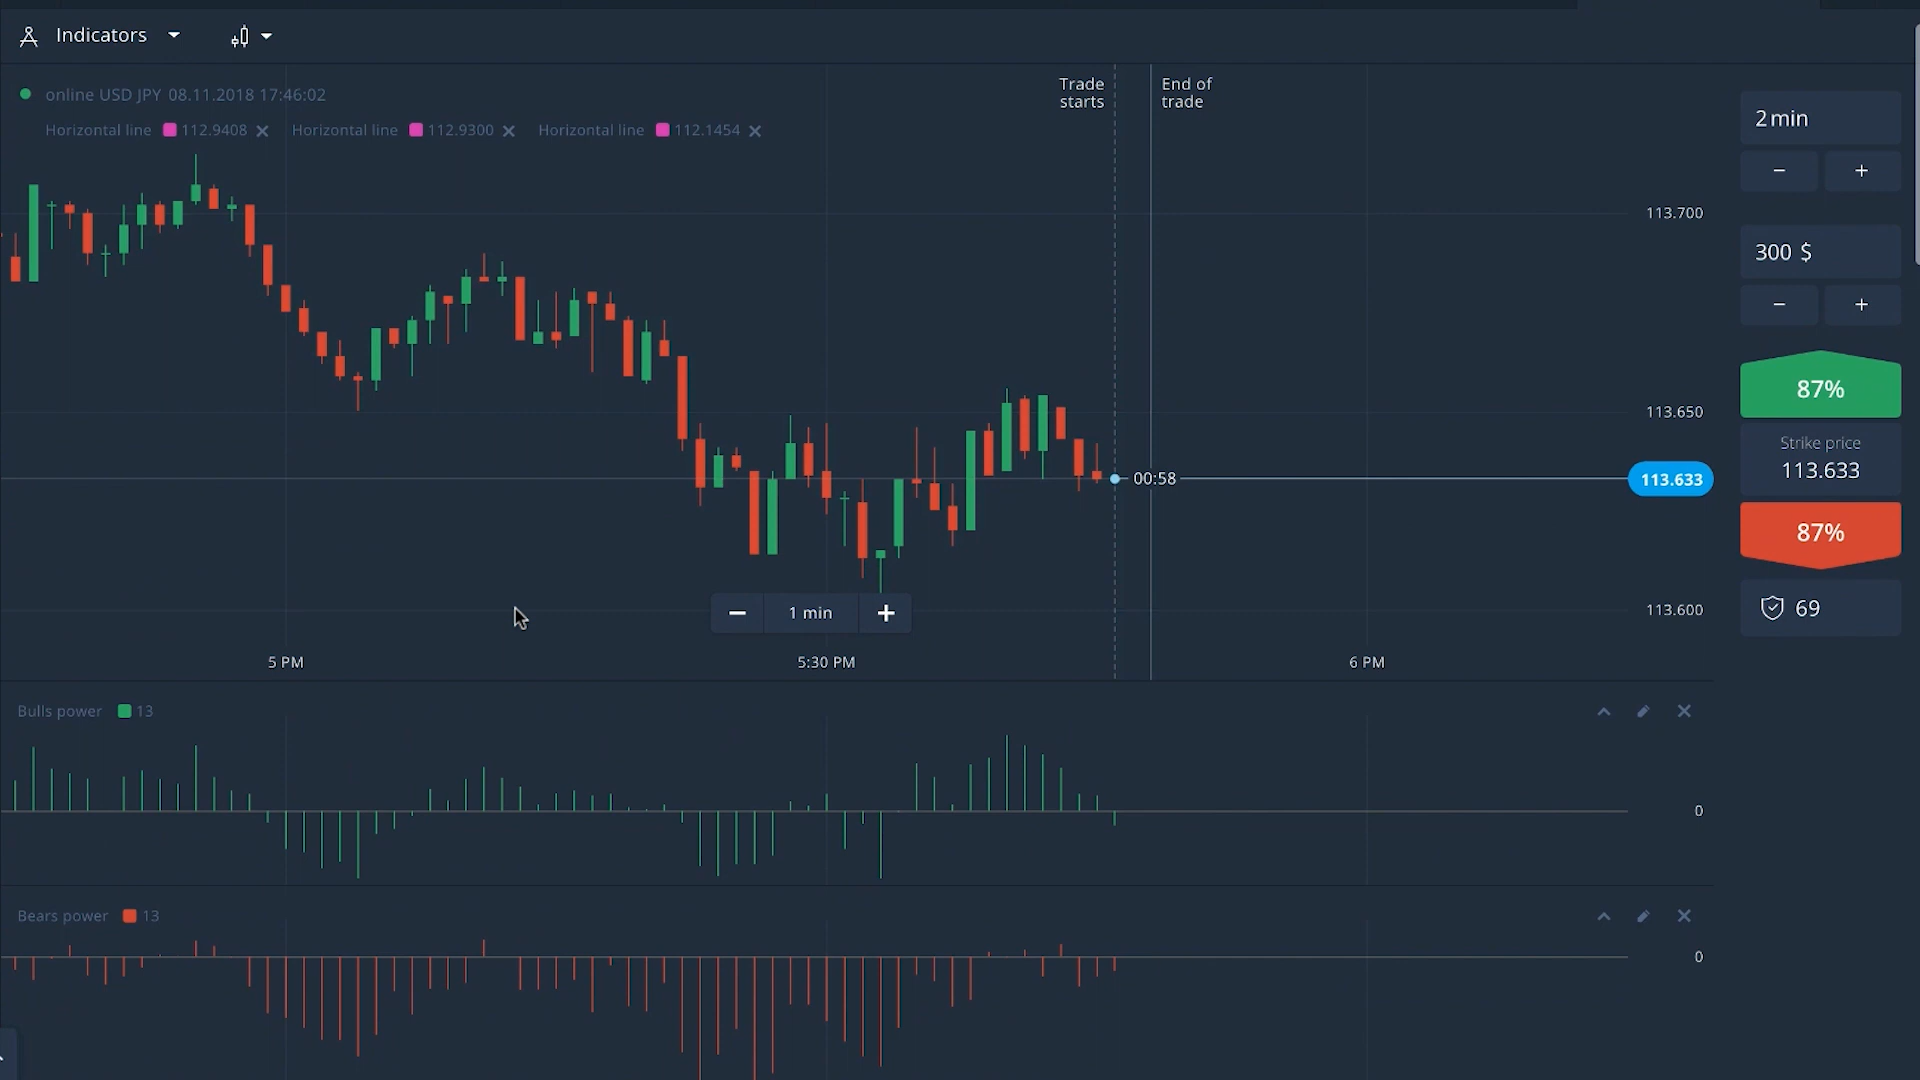 Indicators
online USD JPY 08.11.2018 17:46:02
Horizontal line 112.9408 Horizontal line 112.9300 Horizontal line 112.1454
Trade
starts
End of
trade
113.700
113.650
00:58
113.633
113.600
1 min
5 PM 5:30 PM 6 PM
Bulls power 13
0
Bears power 13
0
2 min
− +
300 $
− +
87%
Strike price
113.633
87%
69